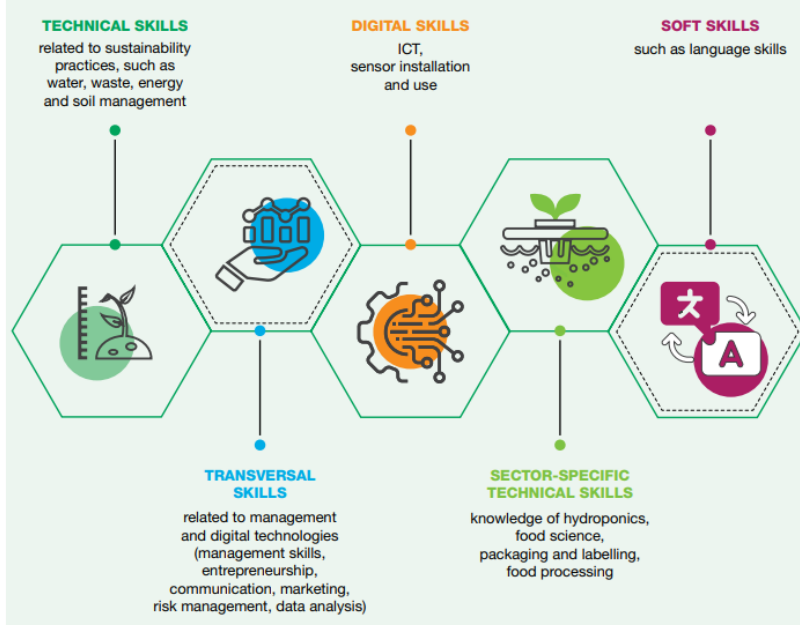 TECHNICAL SKILLS
related to sustainability
practices, such as
water, waste, energy
and soil management
DIGITAL SKILLS
ICT,
sensor installation
and use
SOFT SKILLS
such as language skills
文
A
TRANSVERSAL
SKILLS
related to management
and digital technologies
(management skills,
entrepreneurship,
communication, marketing,
risk management, data analysis)
SECTOR-SPECIFIC
TECHNICAL SKILLS
knowledge of hydroponics,
food science,
packaging and labelling,
food processing